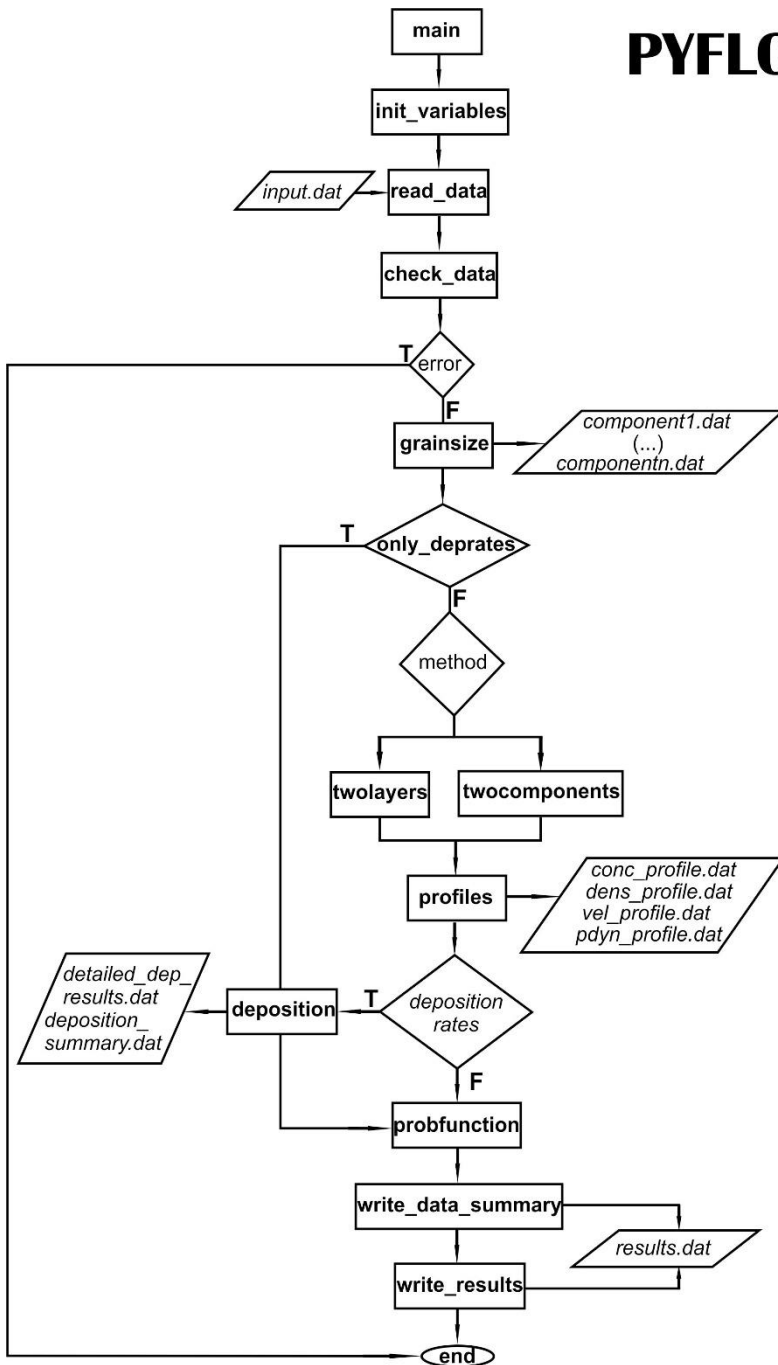 main
PYFLO
init_variables
input.dat
read_data
check_data
T
error
F
grainsize
component1.dat
(...)
componentn.dat
T
only_deprates
F
method
twolayers
twocomponents
profiles
conc_profile.dat
dens_profile.dat
vel_profile.dat
pdyn_profile.dat
detailed_dep_
results.dat
deposition_
summary.dat
deposition
T
deposition
rates
F
probfunction
write_data_summary
results.dat
write_results
end